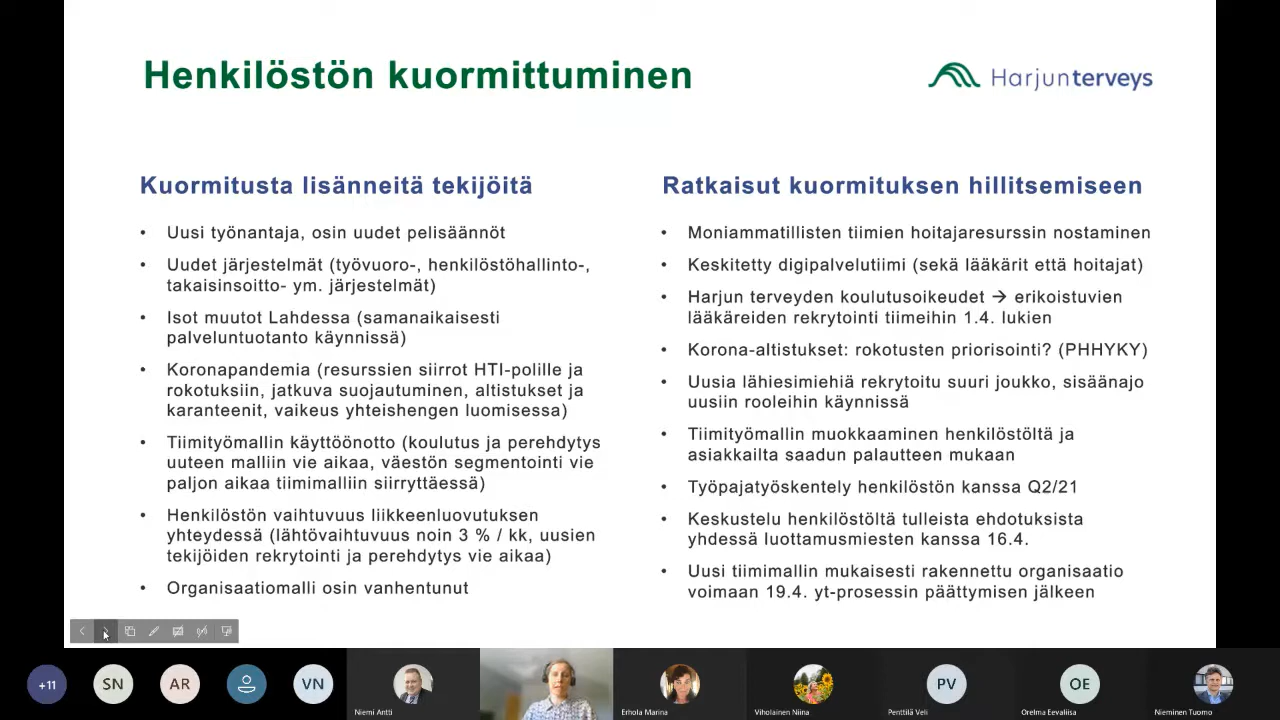 Henkilöstön kuormittuminen
Harjunterveys
Kuormitusta lisänneitä tekijöitä
• Uusi työnantaja, osin uudet pelisäännöt
• Uudet järjestelmät (työvuoro-, henkilöstöhallinto-,
takaisinsoitto- ym. järjestelmät)
• Isot muutot Lahdessa (samanaikaisesti
palveluntuotanto käynnissä)
• Koronapandemia (resurssien siirrot HTI-polille ja
rokotuksiin, jatkuva suojautuminen, altistukset ja
karanteenit, vaikeus yhteishengen luomisessa)
• Tiimityömallin käyttöönotto (koulutus ja perehdytys
uuteen malliin vie aikaa, väestön segmentointi vie
paljon aikaa tiimimalliin siirryttäessä)
• Henkilöstön vaihtuvuus liikkeenluovutuksen
yhteydessä (lähtövaihtuvuus noin 3 % / kk, uusien
tekijöiden rekrytointi ja perehdytys vie aikaa)
• Organisaatiomalli osin vanhentunut
Ratkaisut kuormituksen hillitsemiseen
• Moniammatillisten tiimien hoitajaresurssin nostaminen
• Keskitetty digipalvelutiimi (sekä lääkärit että hoitajat)
• Harjun terveyden koulutusoikeudet → erikoistuvien
lääkäreiden rekrytointi tiimeihin 1.4. lukien
• Korona-altistukset: rokotusten priorisointi? (PHHYKY)
• Uusia lähiesimiehiä rekrytoitu suuri joukko, sisäänajo
uusiin rooleihin käynnissä
• Tiimityömallin muokkaaminen henkilöstöltä ja
asiakkailta saadun palautteen mukaan
• Työpajatyöskentely henkilöstön kanssa Q2/21
• Keskustelu henkilöstöltä tulleista ehdotuksista
yhdessä luottamusmiesten kanssa 16.4.
• Uusi tiimimallin mukaisesti rakennettu organisaatio
voimaan 19.4. yt-prosessin päättymisen jälkeen
+11
SN
AR
VN
Niemi Antti
Erhola Marina
Viholainen Niina
PV
Penttilä Veli
OE
Orelma Eevaliisa
Nieminen Tuomo